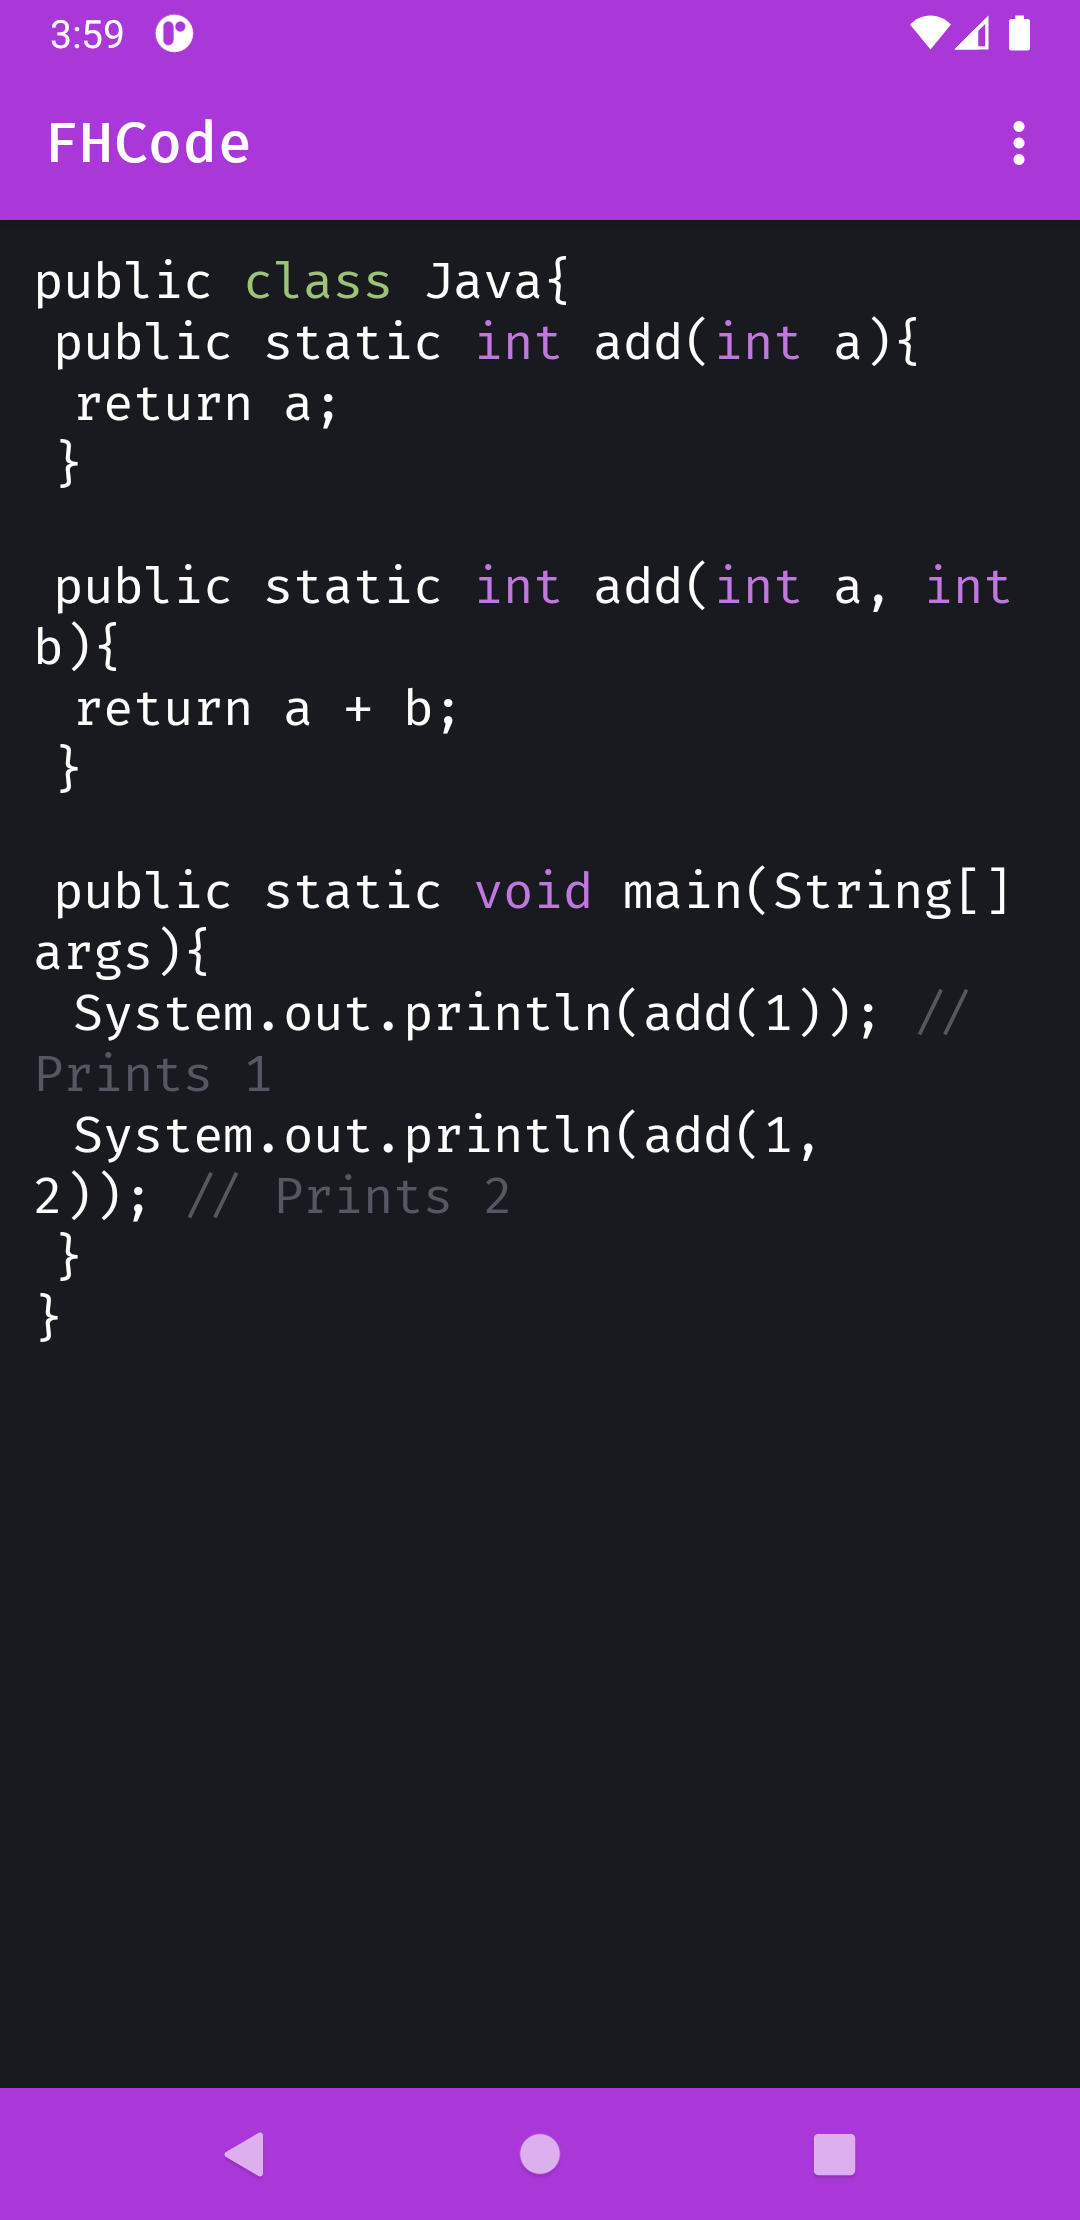 3:59
FHCode
public class Java{
 public static int add(int a){
  return a;
 }
 public static int add(int a, int
b){
  return a + b;
 }
 public static void main(String[]
args){
  System.out.println(add(1)); //
Prints 1
  System.out.println(add(1,
2)); // Prints 2
 }
}